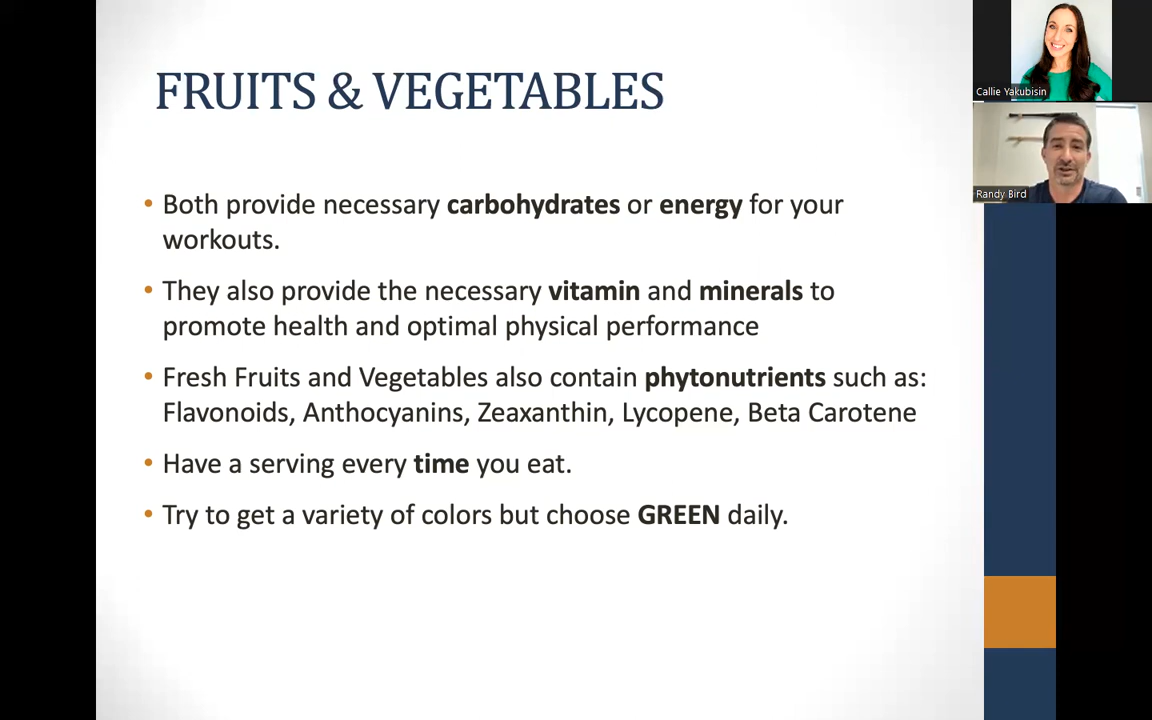 FRUITS & VEGETABLES
• Both provide necessary carbohydrates or energy for your
workouts.
• They also provide the necessary vitamin and minerals to
promote health and optimal physical performance
• Fresh Fruits and Vegetables also contain phytonutrients such as:
Flavonoids, Anthocyanins, Zeaxanthin, Lycopene, Beta Carotene
• Have a serving every time you eat.
• Try to get a variety of colors but choose GREEN daily.
Callie Yakubisin
Randy Bird